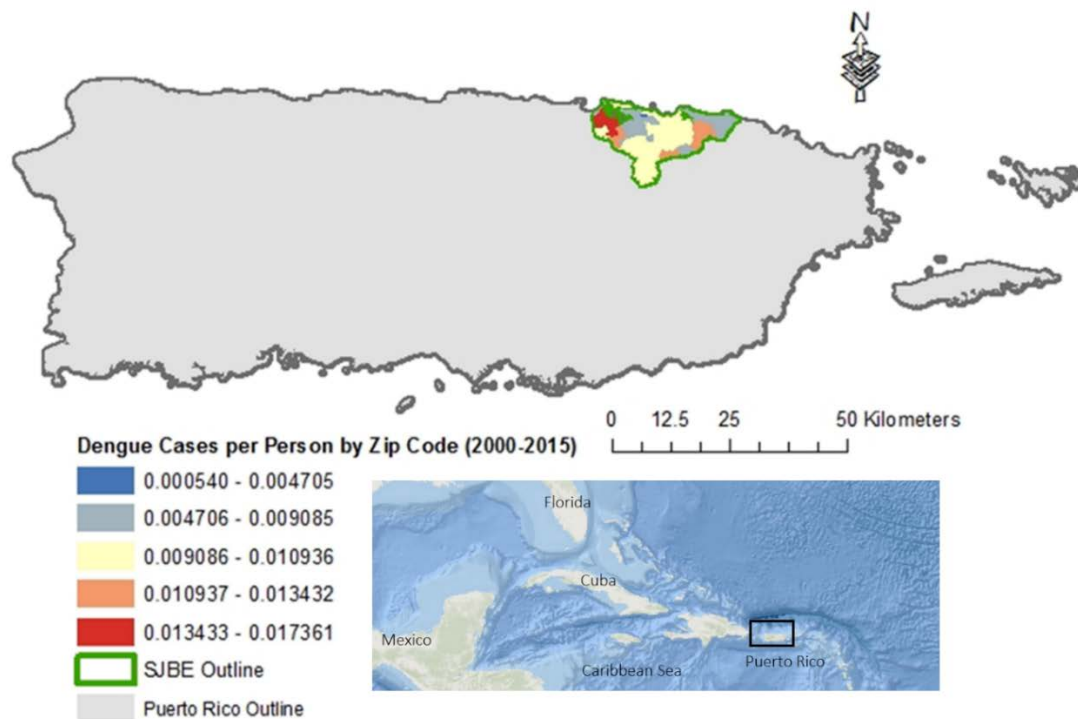 N
0 12.5 25 50 Kilometers
Dengue Cases per Person by Zip Code (2000-2015)
0.000540 - 0.004705
0.004706 - 0.009085
0.009086 - 0.010936
0.010937 - 0.013432
0.013433 - 0.017361
SJBE Outline
Puerto Rico Outline
Florida
Cuba
Mexico
Puerto Rico
Caribbean Sea